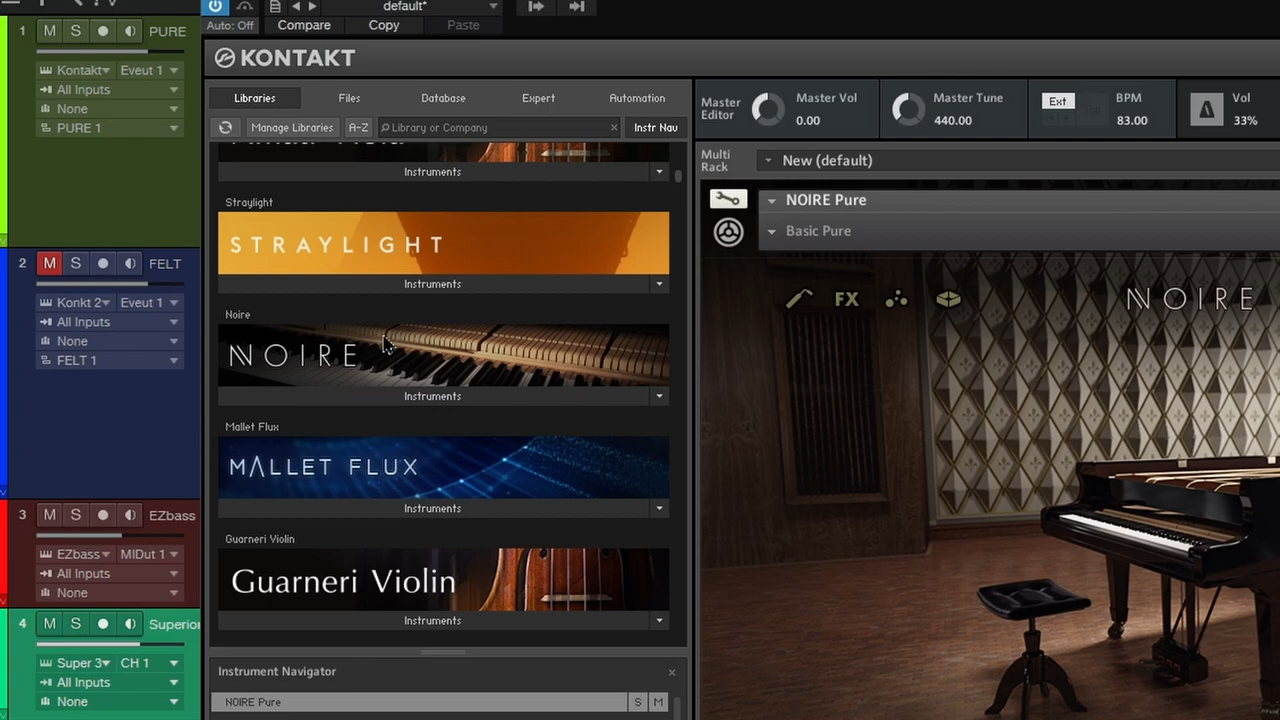 default*
Auto: Off Compare Copy Paste
1 M S PURE
Kontakt Eveut 1
All Inputs
None
PURE 1
2 M S FELT
Konkt 2 Eveut 1
All Inputs
None
FELT 1
3 M S EZbass
EZbass MIDut 1
All Inputs
None
4 M S Superior
Super 3 CH 1
All Inputs
None
KONTAKT
Libraries Files Database Expert Automation
Manage Libraries A-Z Library or Company × Instr Nav
Instruments
Straylight
STRAYLIGHT
Instruments
Noire
NOIRE
Instruments
Mallet Flux
MALLET FLUX
Instruments
Guarneri Violin
Guarneri Violin
Instruments
Instrument Navigator ×
NOIRE Pure S M
Master Editor
Master Vol
0.00
Master Tune
440.00
Ext
BPM
83.00
Vol
33%
Multi Rack
New (default)
NOIRE Pure
Basic Pure
FX
NOIRE